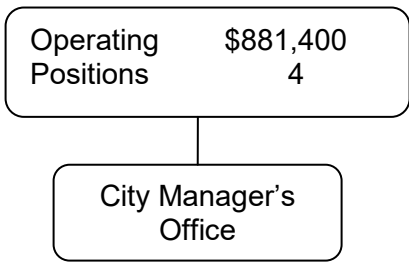 Operating $881,400
Positions 4
City Manager’s
Office